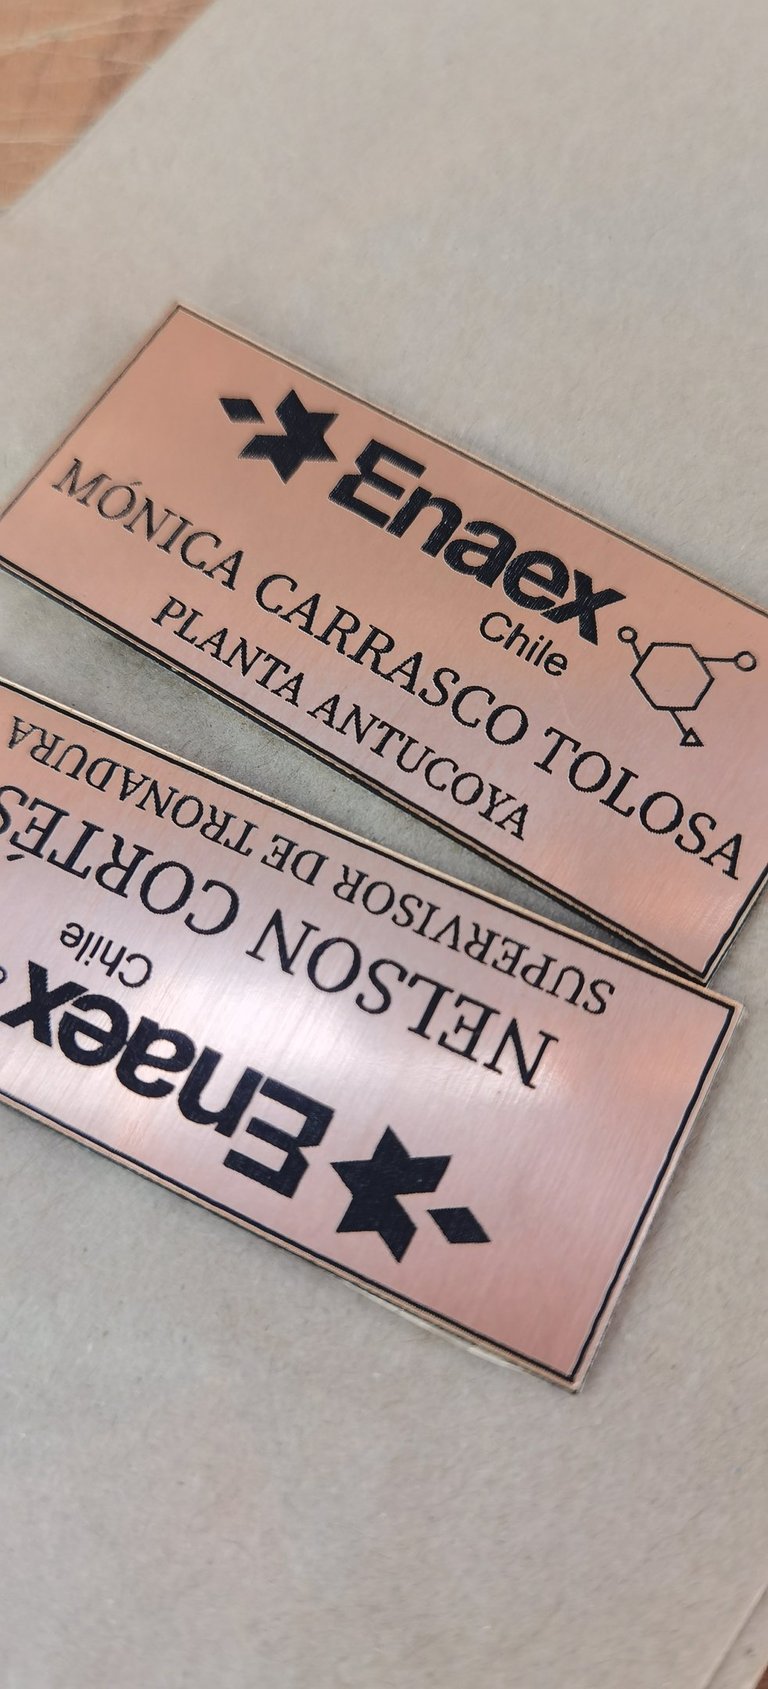 Enaex
Chile
MÓNICA CARRASCO TOLOSA
PLANTA ANTUCOYA
Enaex
Chile
NELSON CORTÉS
SUPERVISOR DE TRONADURA